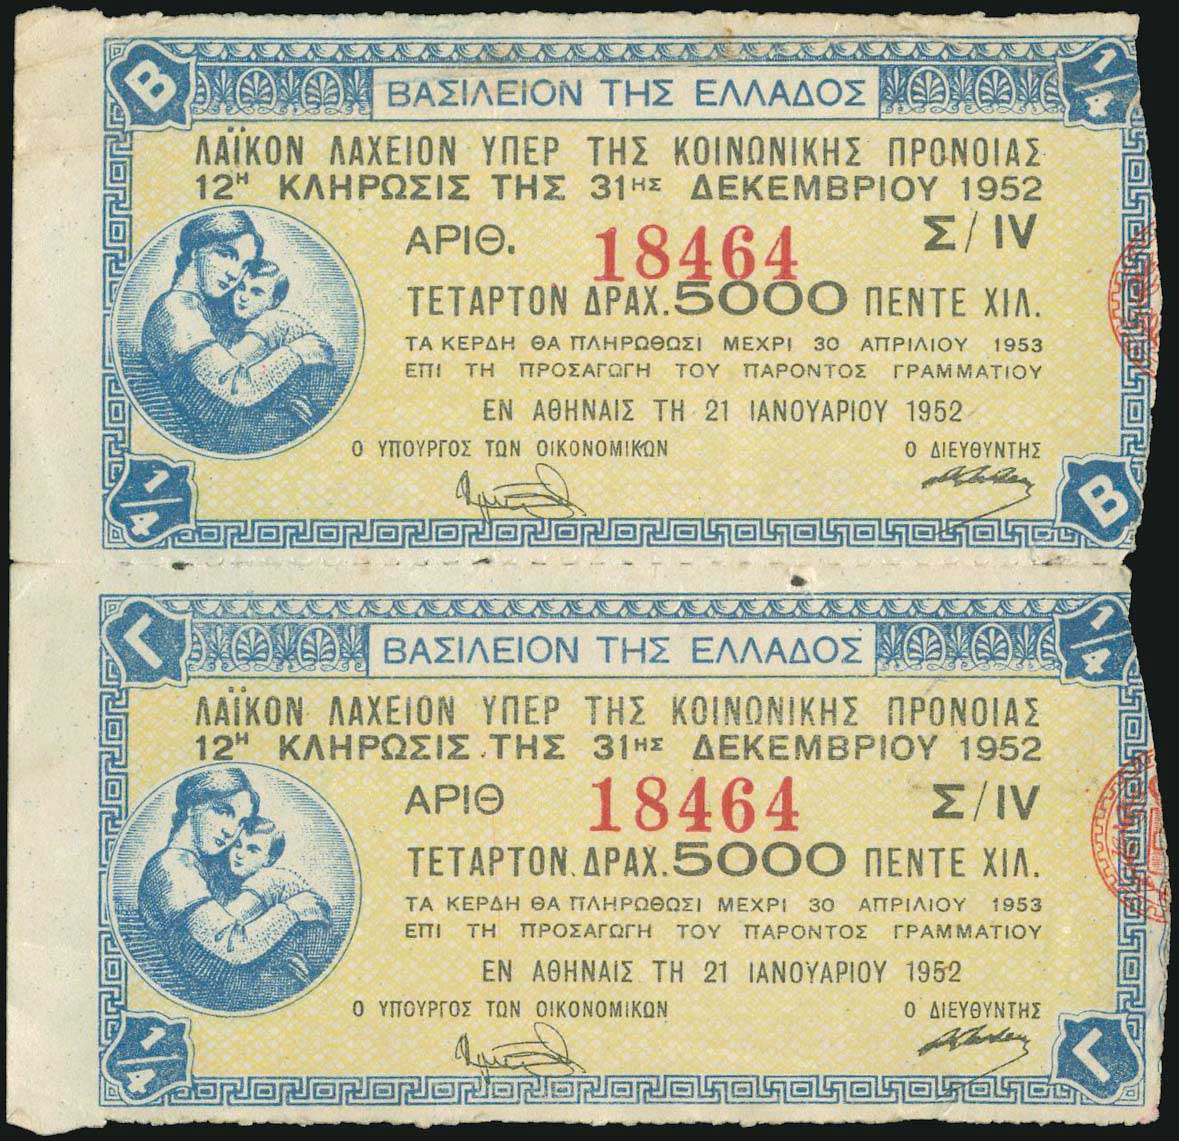 Β 1/4
ΒΑΣΙΛΕΙΟΝ ΤΗΣ ΕΛΛΑΔΟΣ
ΛΑΪΚΟΝ ΛΑΧΕΙΟΝ ΥΠΕΡ ΤΗΣ ΚΟΙΝΩΝΙΚΗΣ ΠΡΟΝΟΙΑΣ
12Η ΚΛΗΡΩΣΙΣ ΤΗΣ 31ΗΣ ΔΕΚΕΜΒΡΙΟΥ 1952
ΑΡΙΘ. 18464 Σ/IV
ΤΕΤΑΡΤΟΝ ΔΡΑΧ. 5000 ΠΕΝΤΕ ΧΙΛ.
ΤΑ ΚΕΡΔΗ ΘΑ ΠΛΗΡΩΘΩΣΙ ΜΕΧΡΙ 30 ΑΠΡΙΛΙΟΥ 1953
ΕΠΙ ΤΗ ΠΡΟΣΑΓΩΓΗ ΤΟΥ ΠΑΡΟΝΤΟΣ ΓΡΑΜΜΑΤΙΟΥ
ΕΝ ΑΘΗΝΑΙΣ ΤΗ 21 ΙΑΝΟΥΑΡΙΟΥ 1952
Ο ΥΠΟΥΡΓΟΣ ΤΩΝ ΟΙΚΟΝΟΜΙΚΩΝ Ο ΔΙΕΥΘΥΝΤΗΣ
1/4 Β
Γ 1/4
ΒΑΣΙΛΕΙΟΝ ΤΗΣ ΕΛΛΑΔΟΣ
ΛΑΪΚΟΝ ΛΑΧΕΙΟΝ ΥΠΕΡ ΤΗΣ ΚΟΙΝΩΝΙΚΗΣ ΠΡΟΝΟΙΑΣ
12Η ΚΛΗΡΩΣΙΣ ΤΗΣ 31ΗΣ ΔΕΚΕΜΒΡΙΟΥ 1952
ΑΡΙΘ 18464 Σ/IV
ΤΕΤΑΡΤΟΝ ΔΡΑΧ. 5000 ΠΕΝΤΕ ΧΙΛ.
ΤΑ ΚΕΡΔΗ ΘΑ ΠΛΗΡΩΘΩΣΙ ΜΕΧΡΙ 30 ΑΠΡΙΛΙΟΥ 1953
ΕΠΙ ΤΗ ΠΡΟΣΑΓΩΓΗ ΤΟΥ ΠΑΡΟΝΤΟΣ ΓΡΑΜΜΑΤΙΟΥ
ΕΝ ΑΘΗΝΑΙΣ ΤΗ 21 ΙΑΝΟΥΑΡΙΟΥ 1952
Ο ΥΠΟΥΡΓΟΣ ΤΩΝ ΟΙΚΟΝΟΜΙΚΩΝ Ο ΔΙΕΥΘΥΝΤΗΣ
1/4 Γ